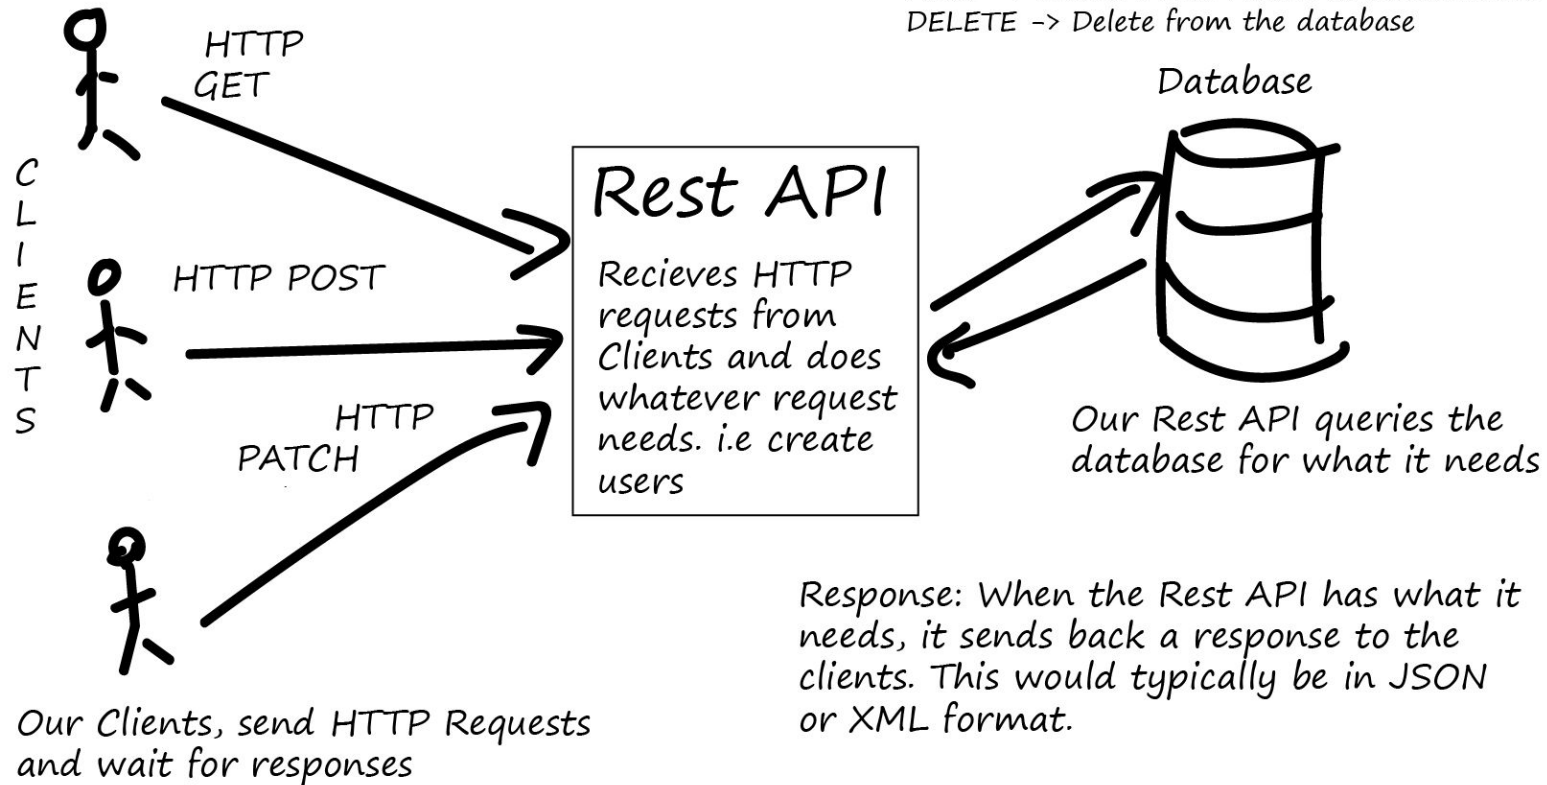 DELETE -> Delete from the database
HTTP
GET
CLIENTS
HTTP POST
HTTP
PATCH
Our Clients, send HTTP Requests
and wait for responses
Rest API
Recieves HTTP
requests from
Clients and does
whatever request
needs. i.e create
users
Database
Our Rest API queries the
database for what it needs
Response: When the Rest API has what it
needs, it sends back a response to the
clients. This would typically be in JSON
or XML format.